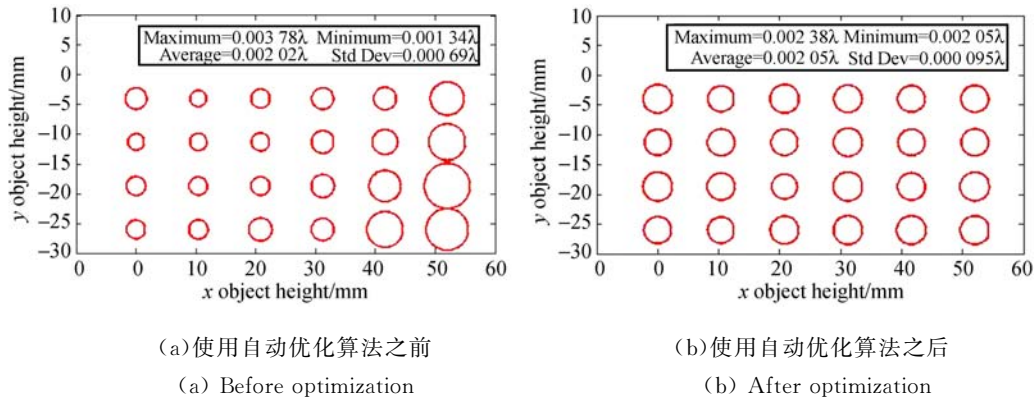 Maximum=0.003 78λ Minimum=0.001 34λ
Average=0.002 02λ Std Dev=0.000 69λ
10
5
0
−5
−10
−15
−20
−25
−30
y object height/mm
0 0 10 20 30 40 50 60
x object height/mm
(a)使用自动优化算法之前
(a) Before optimization
Maximum=0.002 38λ Minimum=0.002 05λ
Average=0.002 05λ Std Dev=0.000 095λ
10
5
0
−5
−10
−15
−20
−25
−30
y object height/mm
0 0 10 20 30 40 50 60
x object height/mm
(b)使用自动优化算法之后
(b) After optimization